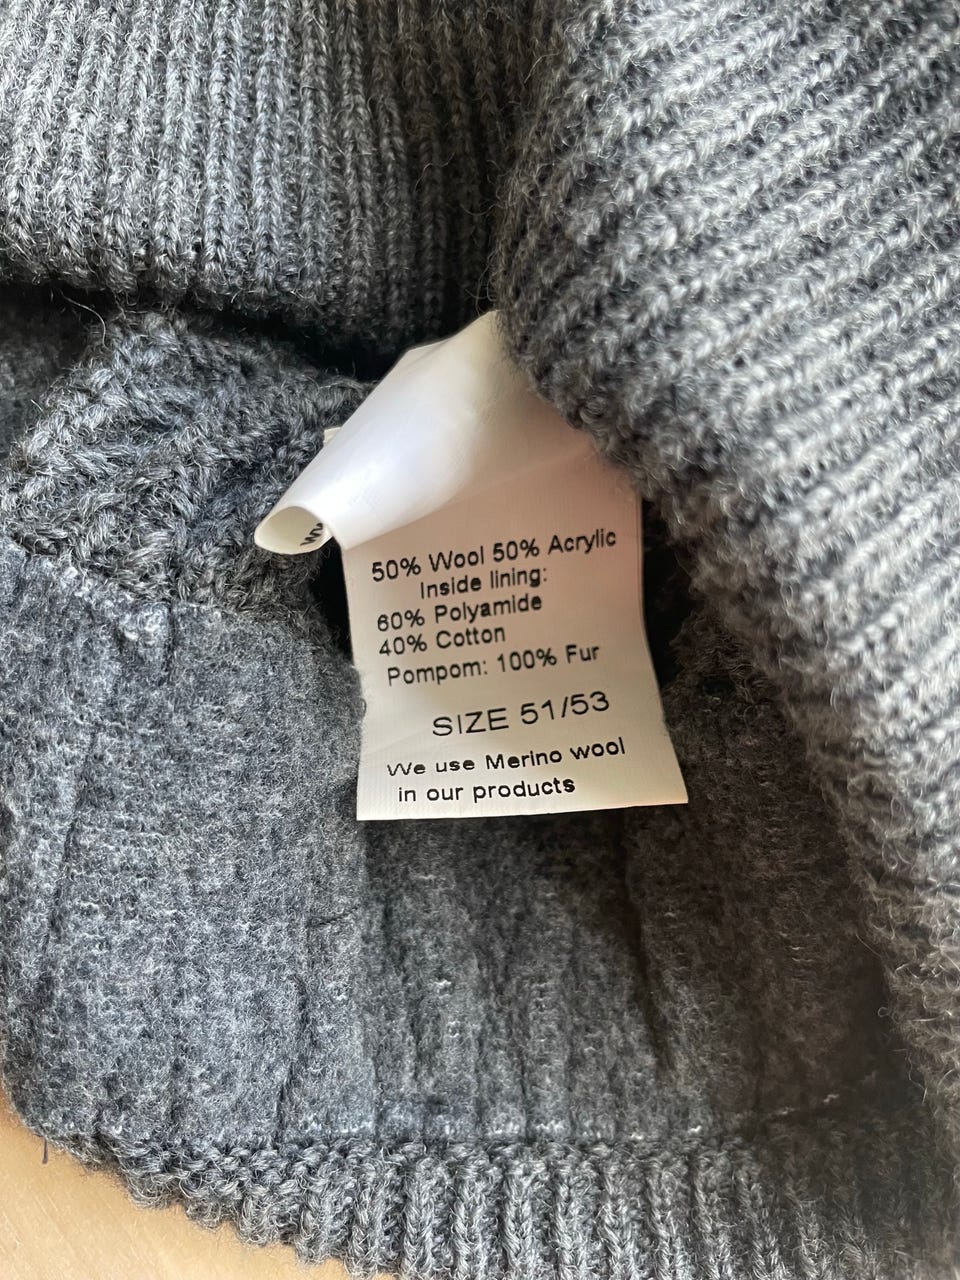 50% Wool 50% Acrylic
Inside lining:
60% Polyamide
40% Cotton
Pompom: 100% Fur
SIZE 51/53
We use Merino wool
in our products